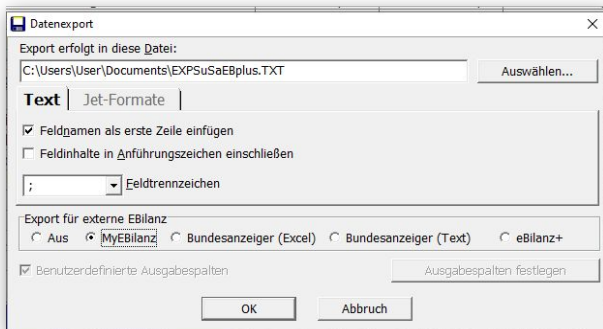 Datenexport
Export erfolgt in diese Datei:
C:\Users\User\Documents\EXPSuSaEBplus.TXT
Auswählen...
Text Jet-Formate
Feldnamen als erste Zeile einfügen
Feldinhalte in Anführungszeichen einschließen
; Feldtrennzeichen
Export für externe EBilanz
Aus MyEBilanz Bundesanzeiger (Excel) Bundesanzeiger (Text) eBilanz+
Benutzerdefinierte Ausgabespalten Ausgabespalten festlegen
OK Abbruch